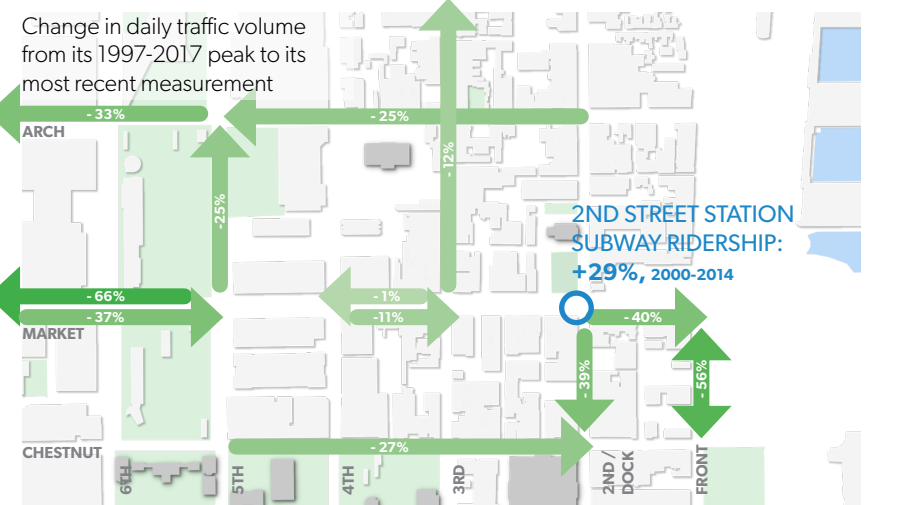 Change in daily traffic volume
from its 1997-2017 peak to its
most recent measurement
- 33%
- 25%
ARCH
- 12%
-25%
2ND STREET STATION
SUBWAY RIDERSHIP:
+29%, 2000-2014
- 66%
- 1%
- 37%
-11%
- 40%
MARKET
- 39%
- 56%
- 27%
CHESTNUT
6TH
5TH
4TH
3RD
2ND /
DOCK
FRONT